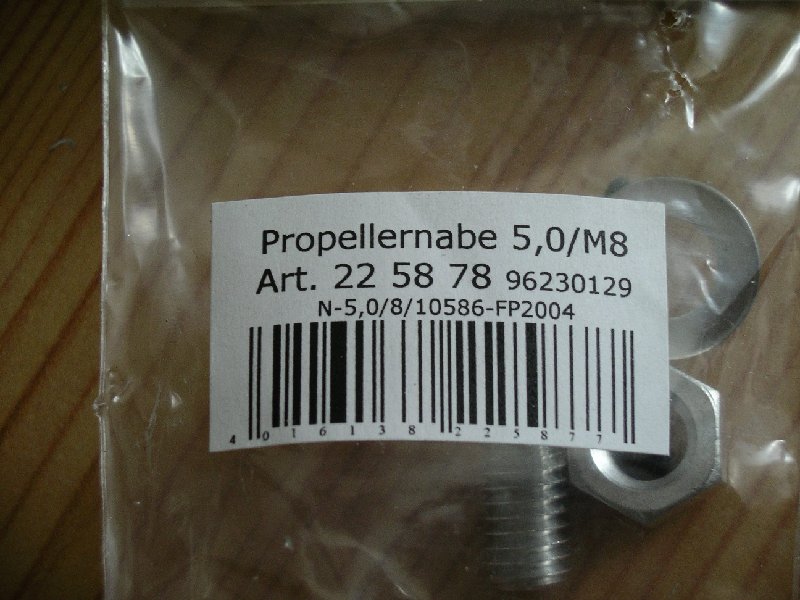 Propellernabe 5,0/M8
Art. 22 58 78 96230129
N-5,0/8/10586-FP2004
4 016138 225877